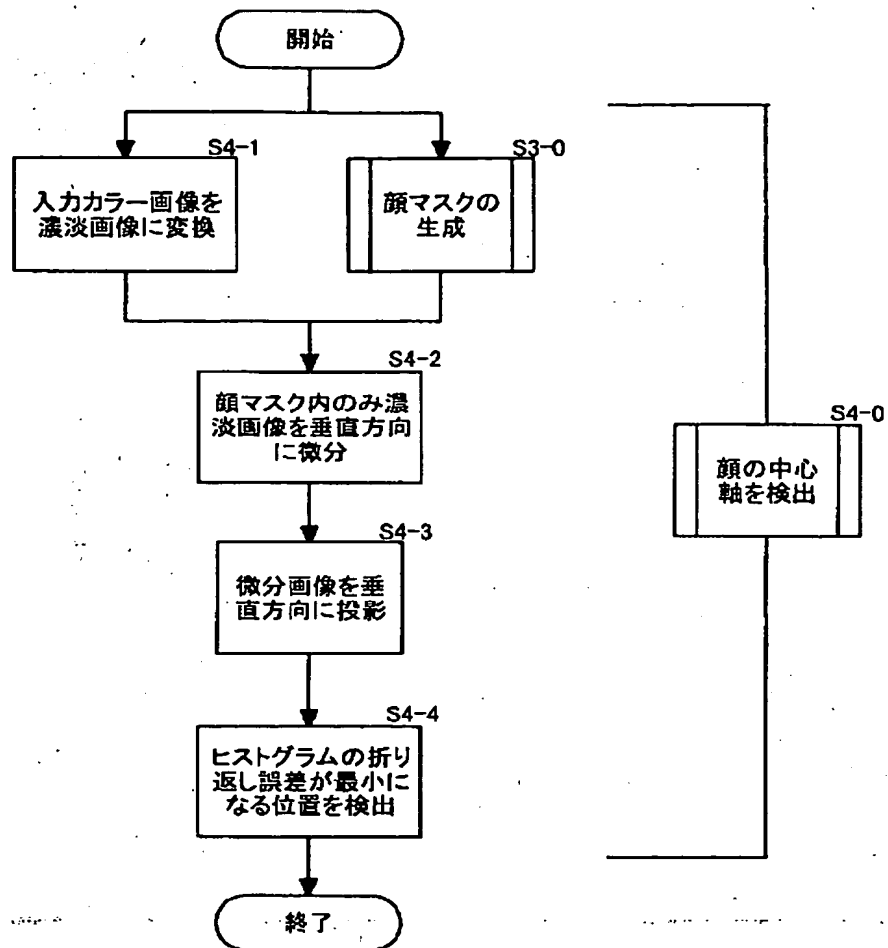 開始
S4-1
入力カラー画像を
濃淡画像に変換
S3-0
顔マスクの
生成
S4-2
顔マスク内のみ濃
淡画像を垂直方向
に微分
S4-3
微分画像を垂
直方向に投影
S4-4
ヒストグラムの折り
返し誤差が最小に
なる位置を検出
終了
S4-0
顔の中心
軸を検出